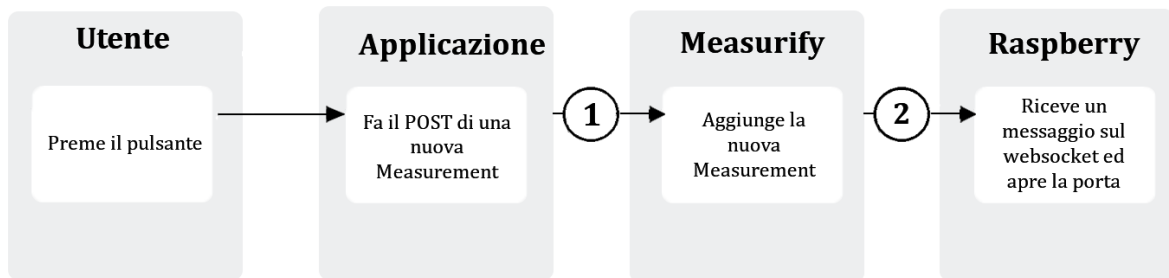 Utente
Preme il pulsante
Applicazione
Fa il POST di una
nuova
Measurement
1
Measurify
Aggiunge la
nuova
Measurement
2
Raspberry
Riceve un
messaggio sul
websocket ed
apre la porta